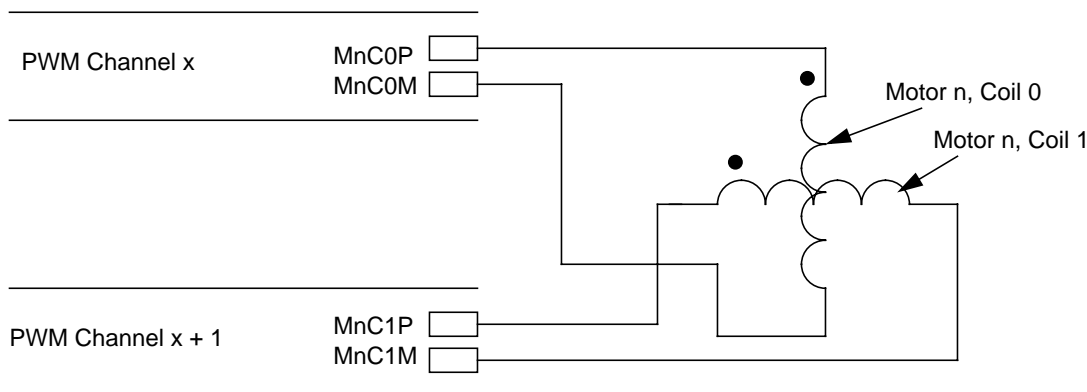 PWM Channel x
MnC0P
MnC0M
Motor n, Coil 0
Motor n, Coil 1
PWM Channel x + 1
MnC1P
MnC1M